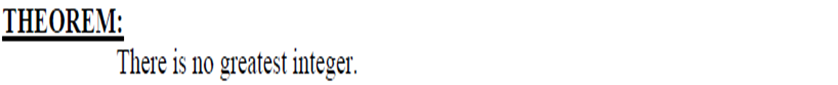 THEOREM:
There is no greatest integer.